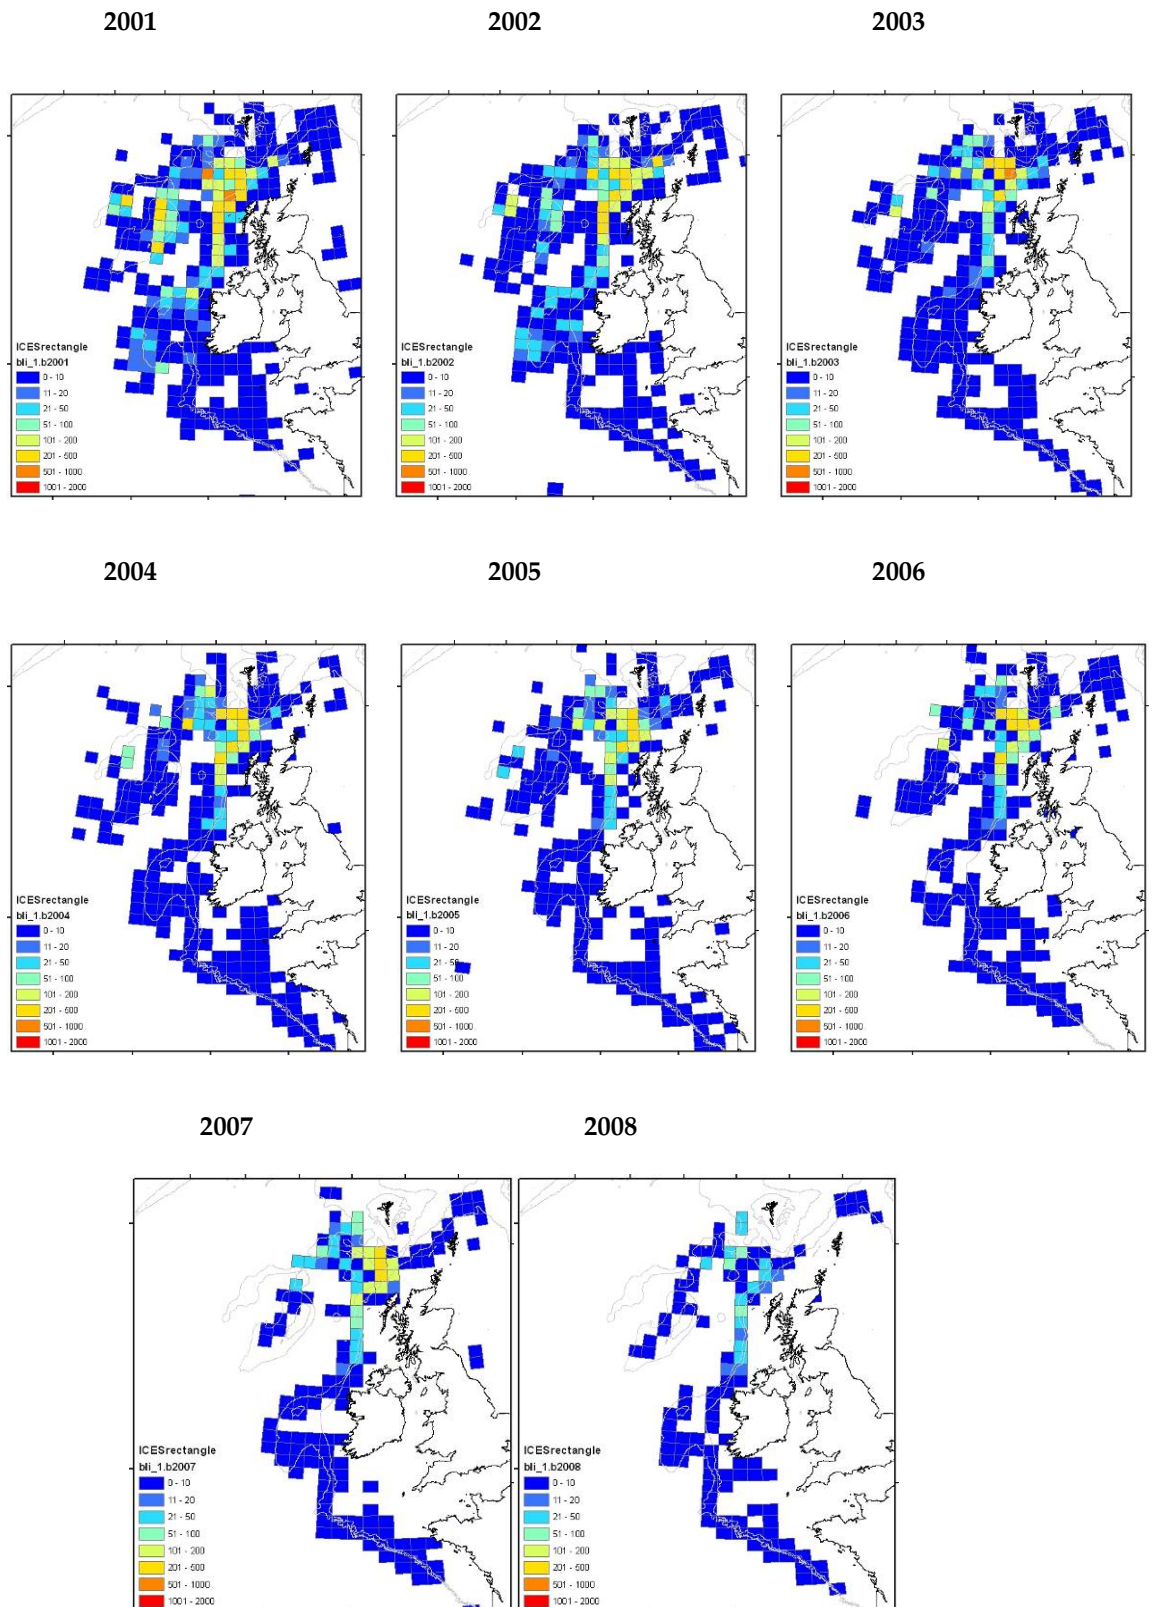 2001
2002
2003
ICESrectangle
bli_1.b2001
0 - 10
11 - 20
21 - 50
51 - 100
101 - 200
201 - 500
501 - 1000
1001 - 2000
ICESrectangle
bli_1.b2002
0 - 10
11 - 20
21 - 50
51 - 100
101 - 200
201 - 500
501 - 1000
1001 - 2000
ICESrectangle
bli_1.b2003
0 - 10
11 - 20
21 - 50
51 - 100
101 - 200
201 - 500
501 - 1000
1001 - 2000
2004
2005
2006
ICESrectangle
bli_1.b2004
0 - 10
11 - 20
21 - 50
51 - 100
101 - 200
201 - 500
501 - 1000
1001 - 2000
ICESrectangle
bli_1.b2005
0 - 10
11 - 20
21 - 50
51 - 100
101 - 200
201 - 500
501 - 1000
1001 - 2000
ICESrectangle
bli_1.b2006
0 - 10
11 - 20
21 - 50
51 - 100
101 - 200
201 - 500
501 - 1000
1001 - 2000
2007
2008
ICESrectangle
bli_1.b2007
0 - 10
11 - 20
21 - 50
51 - 100
101 - 200
201 - 500
501 - 1000
1001 - 2000
ICESrectangle
bli_1.b2008
0 - 10
11 - 20
21 - 50
51 - 100
101 - 200
201 - 500
501 - 1000
1001 - 2000